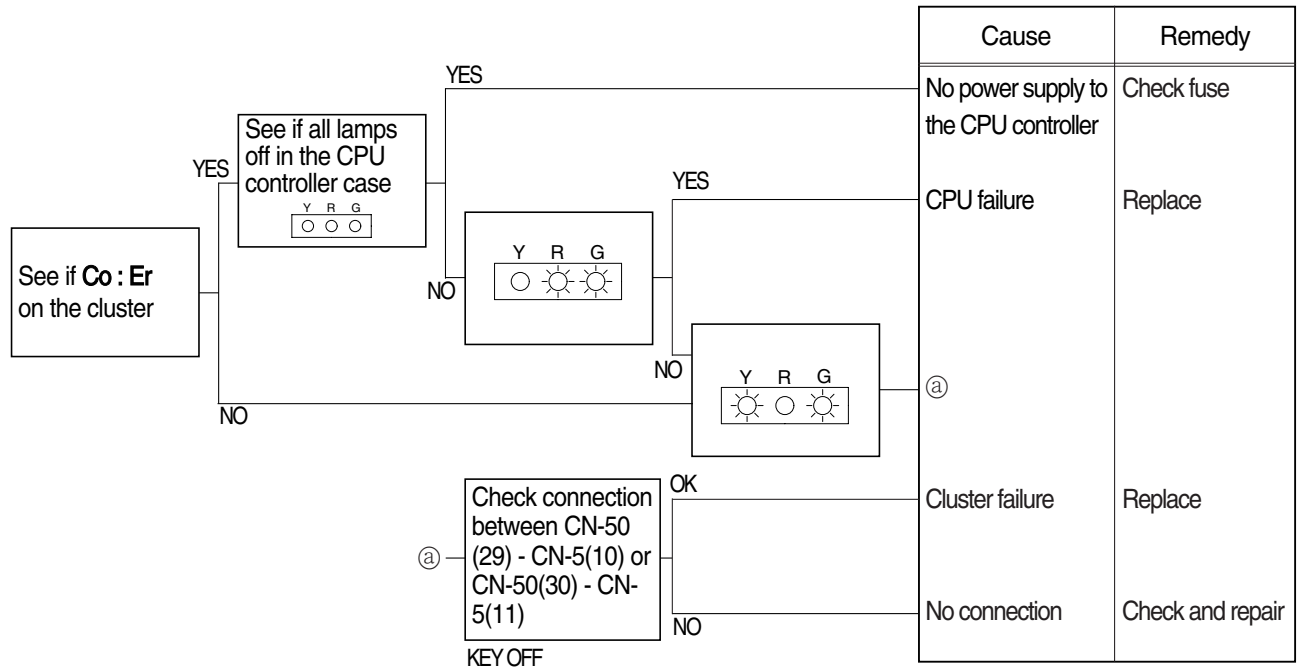 Cause
Remedy
YES
No power supply to
the CPU controller
Check fuse
See if all lamps
off in the CPU
controller case
Y R G
YES
YES
CPU failure
Replace
See if Co : Er
on the cluster
Y R G
NO
NO
Y R G
ⓐ
NO
Check connection
between CN-50
(29) - CN-5(10) or
CN-50(30) - CN-
5(11)
ⓐ
OK
Cluster failure
Replace
No connection
Check and repair
NO
KEY OFF